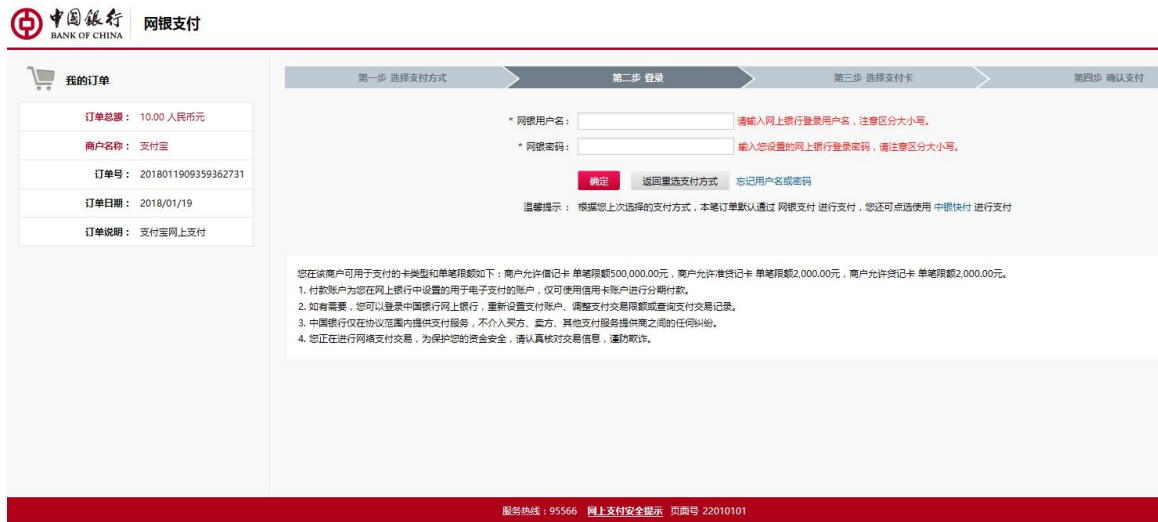 中国银行
BANK OF CHINA
网银支付
我的订单
订单总额： 10.00 人民币元
商户名称： 支付宝
订单号： 2018011909359362731
订单日期： 2018/01/19
订单说明： 支付宝网上支付
第一步 选择支付方式
第二步 登录
第三步 选择支付卡
第四步 确认支付
* 网银用户名： 请输入网上银行登录用户名，注意区分大小写。
* 网银密码： 输入您设置的网上银行登录密码，请注意区分大小写。
确定 返回重选支付方式 忘记用户名或密码
温馨提示： 根据您上次选择的支付方式，本笔订单默认通过 网银支付 进行支付，您还可点选使用 中银快付 进行支付
您在该商户可用于支付的卡类型和单笔限额如下：商户允许借记卡 单笔限额500,000.00元，商户允许准贷记卡 单笔限额2,000.00元，商户允许贷记卡 单笔限额2,000.00元。
1. 付款账户为您在网上银行中设置的用于电子支付的账户，仅可使用信用卡账户进行分期付款。
2. 如有需要，您可以登录中国银行网上银行，重新设置支付账户、调整支付交易限额或查询支付交易记录。
3. 中国银行仅在协议范围内提供支付服务，不介入买方、卖方、其他支付服务提供商之间的任何纠纷。
4. 您正在进行网络支付交易，为保护您的资金安全，请认真核对交易信息，谨防欺诈。
服务热线：95566 网上支付安全提示 页面号 22010101